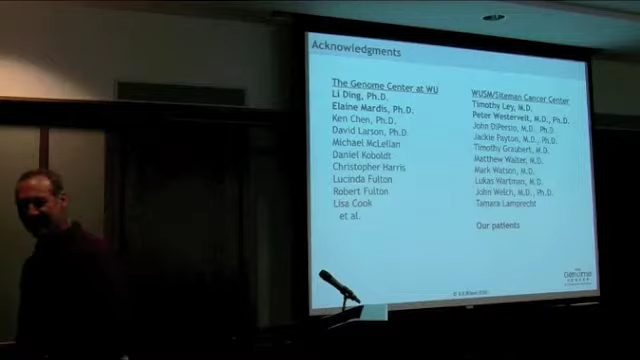 Acknowledgments
The Genome Center at WU
Li Ding, Ph.D.
Elaine Mardis, Ph.D.
Ken Chen, Ph.D.
David Larson, Ph.D.
Michael McLellan
Daniel Koboldt
Christopher Harris
Lucinda Fulton
Robert Fulton
Lisa Cook
et al.
WUSM/Siteman Cancer Center
Timothy Ley, M.D.
Peter Westervelt, M.D., Ph.D.
John DiPersio, M.D., Ph.D.
Jackie Payton, M.D., Ph.D.
Timothy Graubert, M.D.
Matthew Walter, M.D.
Mark Watson, M.D.
Lukas Wartman, M.D.
John Welch, M.D., Ph.D.
Tamara Lamprecht
Our patients
THE
GENOME
CENTER